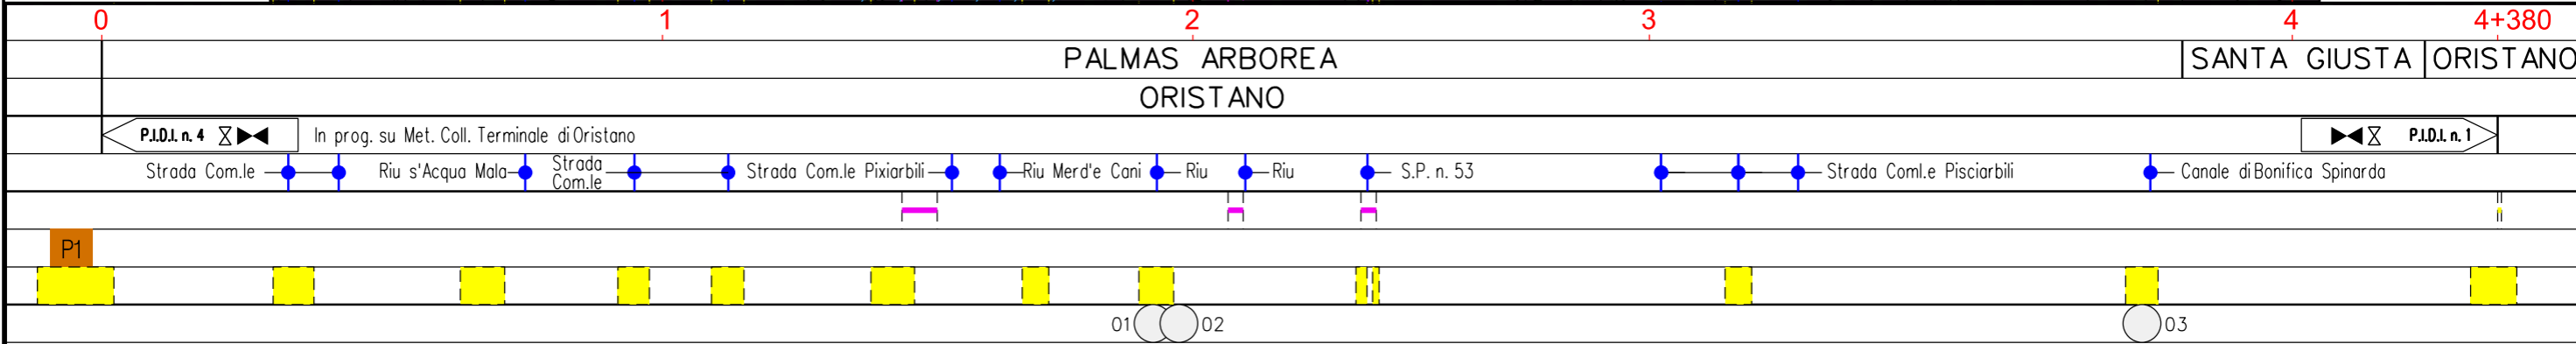 0 1 2 3 4 4+380
PALMAS ARBOREA SANTA GIUSTA ORISTANO
ORISTANO
P.I.D.I. n. 4 In prog. su Met. Coll. Terminale di Oristano P.I.D.I. n. 1
Strada Com.le Riu s'Acqua Mala Strada Com.le Strada Com.le Pixiarbili Riu Merd'e Cani Riu Riu S.P. n. 53 Strada Coml.e Pisciarbili Canale di Bonifica Spinarda
P1
01 02 03